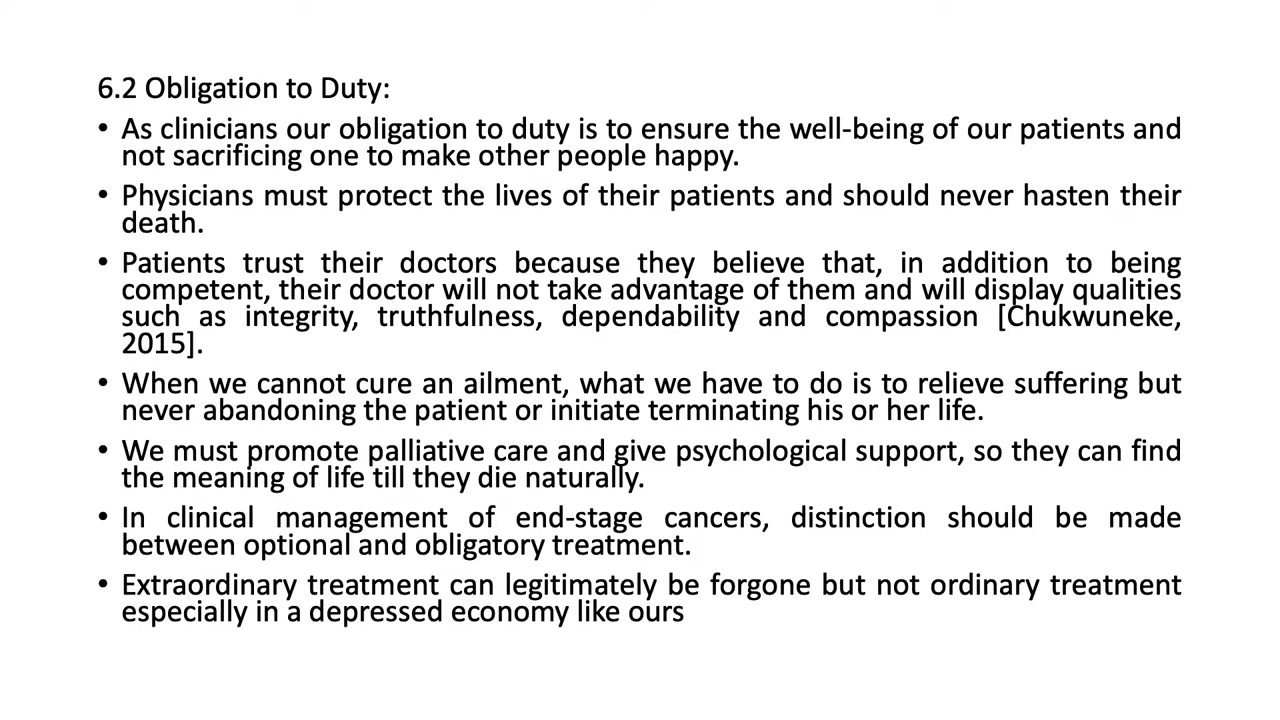 6.2 Obligation to Duty:
• As clinicians our obligation to duty is to ensure the well-being of our patients and
not sacrificing one to make other people happy.
• Physicians must protect the lives of their patients and should never hasten their
death.
• Patients trust their doctors because they believe that, in addition to being
competent, their doctor will not take advantage of them and will display qualities
such as integrity, truthfulness, dependability and compassion [Chukwuneke,
2015].
• When we cannot cure an ailment, what we have to do is to relieve suffering but
never abandoning the patient or initiate terminating his or her life.
• We must promote palliative care and give psychological support, so they can find
the meaning of life till they die naturally.
• In clinical management of end-stage cancers, distinction should be made
between optional and obligatory treatment.
• Extraordinary treatment can legitimately be forgone but not ordinary treatment
especially in a depressed economy like ours